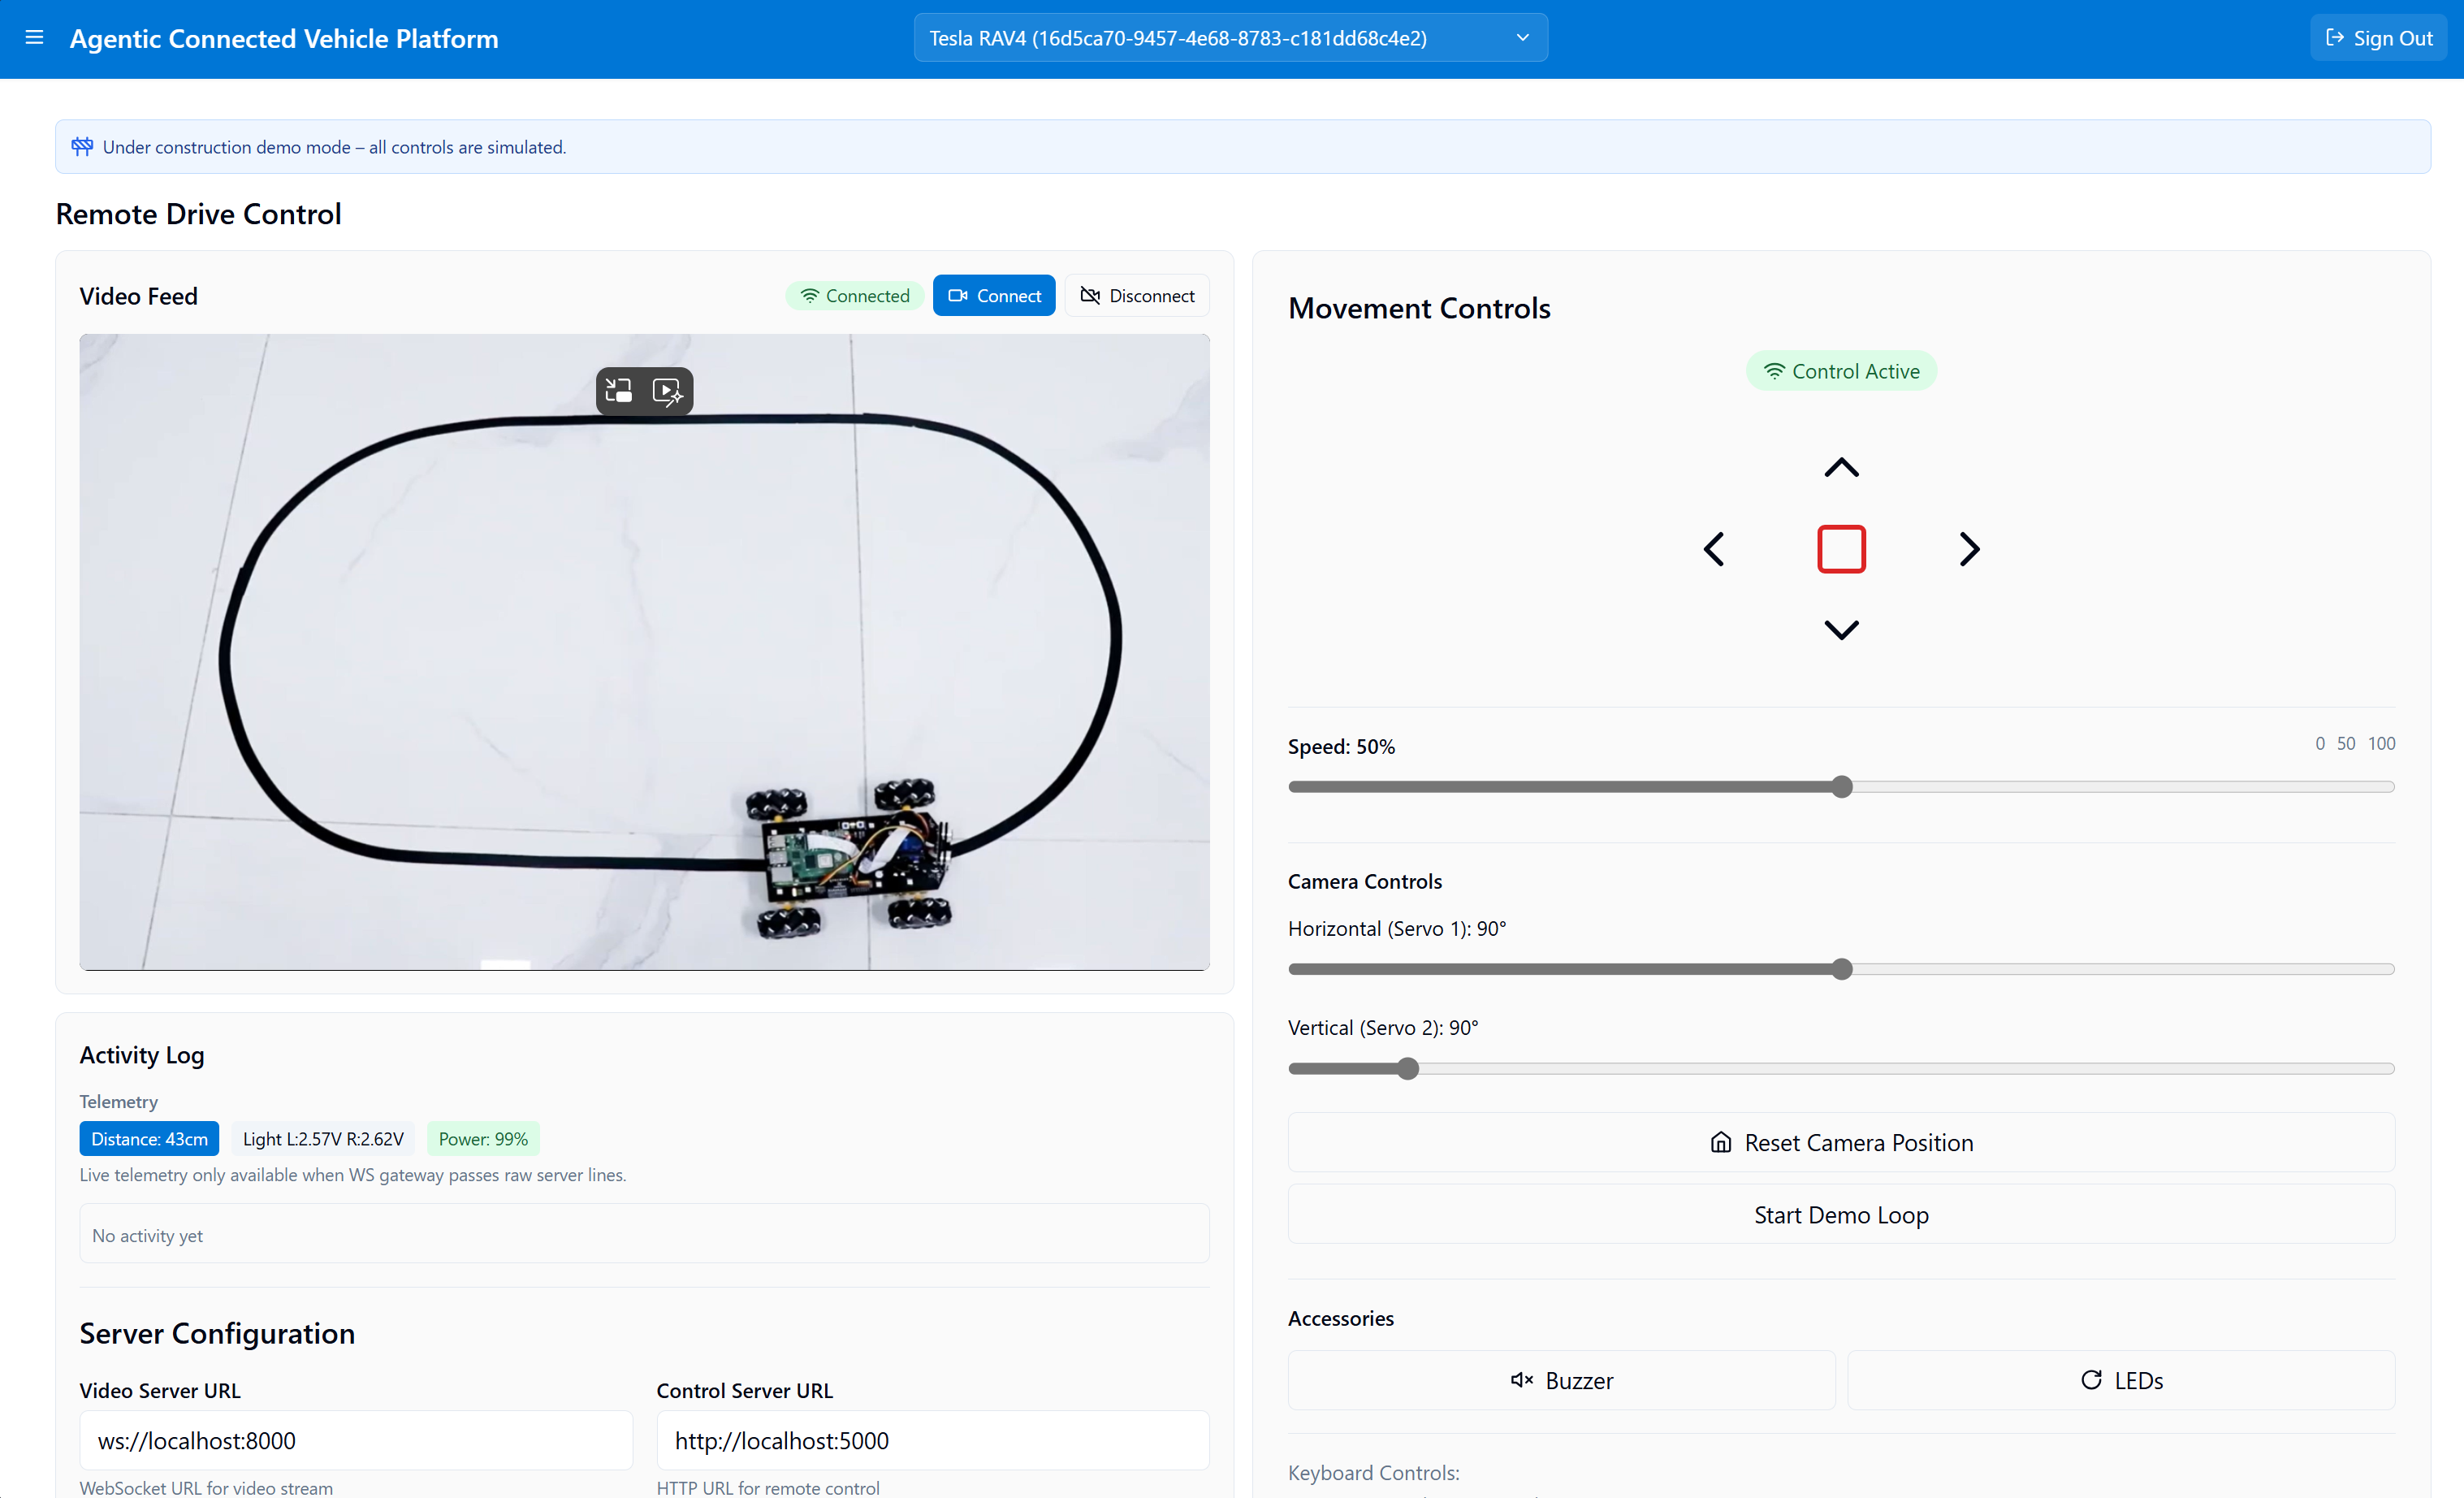 Agentic Connected Vehicle Platform
Tesla RAV4 (16d5ca70-9457-4e68-8783-c181dd68c4e2)
Sign Out
Under construction demo mode – all controls are simulated.
Remote Drive Control
Video Feed
Connected
Connect
Disconnect
Activity Log
Telemetry
Distance: 43cm
Light L:2.57V R:2.62V
Power: 99%
Live telemetry only available when WS gateway passes raw server lines.
No activity yet
Server Configuration
Video Server URL
ws://localhost:8000
WebSocket URL for video stream
Control Server URL
http://localhost:5000
HTTP URL for remote control
Movement Controls
Control Active
Speed: 50%
0 50 100
Camera Controls
Horizontal (Servo 1): 90°
Vertical (Servo 2): 90°
Reset Camera Position
Start Demo Loop
Accessories
Buzzer
LEDs
Keyboard Controls: